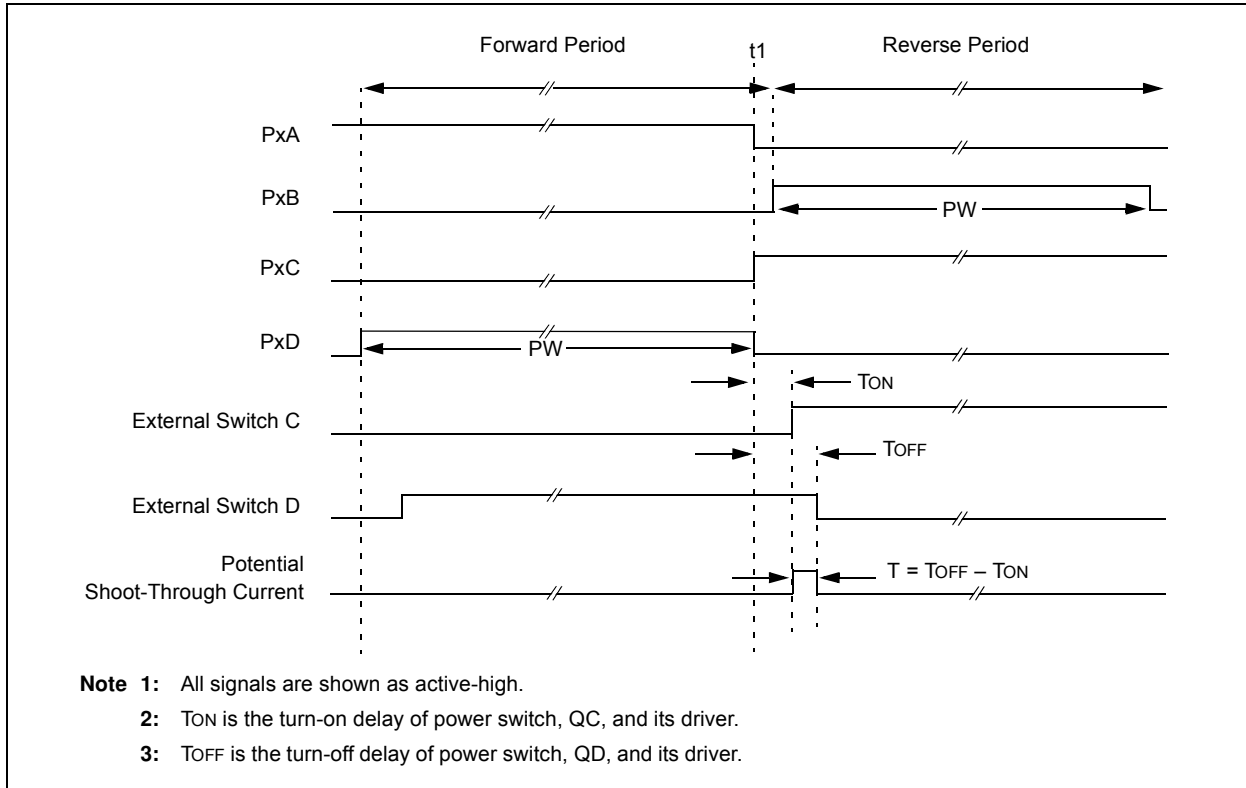 Forward Period
t1
Reverse Period
PxA
PxB
PW
PxC
PxD
PW
TON
External Switch C
TOFF
External Switch D
Potential
Shoot-Through Current
T = TOFF – TON
Note 1: All signals are shown as active-high.
2: TON is the turn-on delay of power switch, QC, and its driver.
3: TOFF is the turn-off delay of power switch, QD, and its driver.